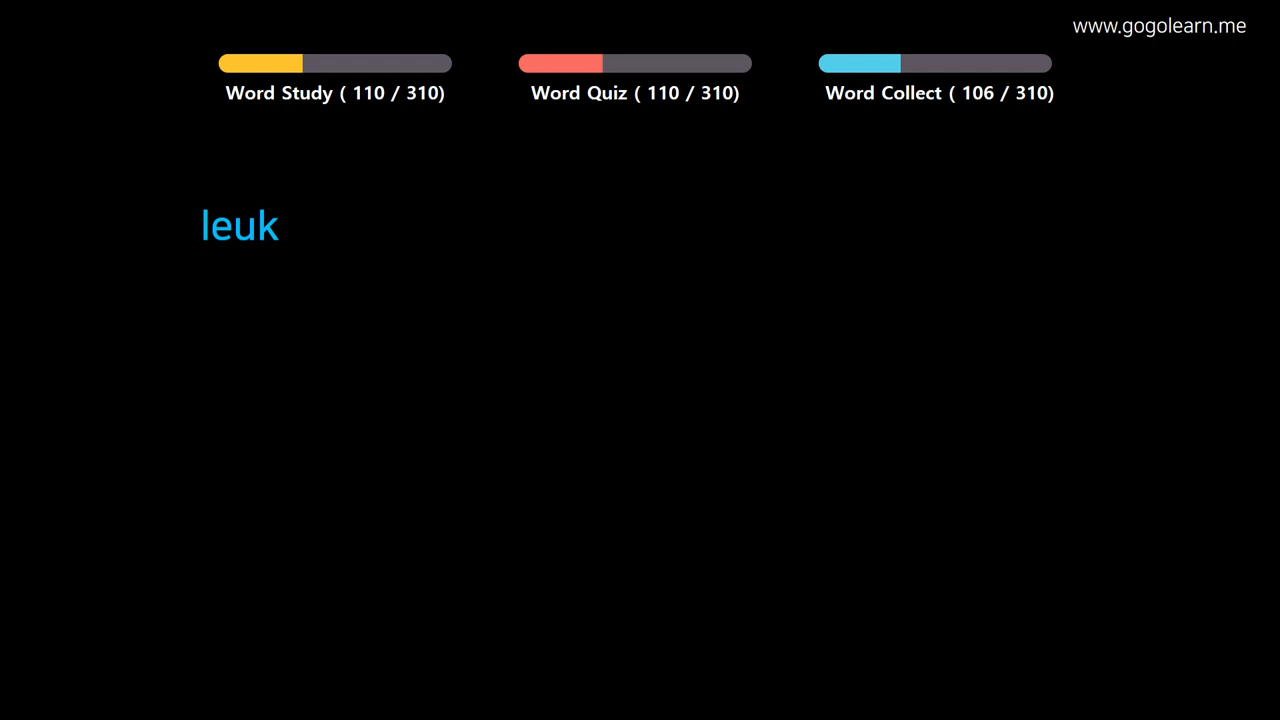 www.gogolearn.me
Word Study ( 110 / 310)
Word Quiz ( 110 / 310)
Word Collect ( 106 / 310)
leuk